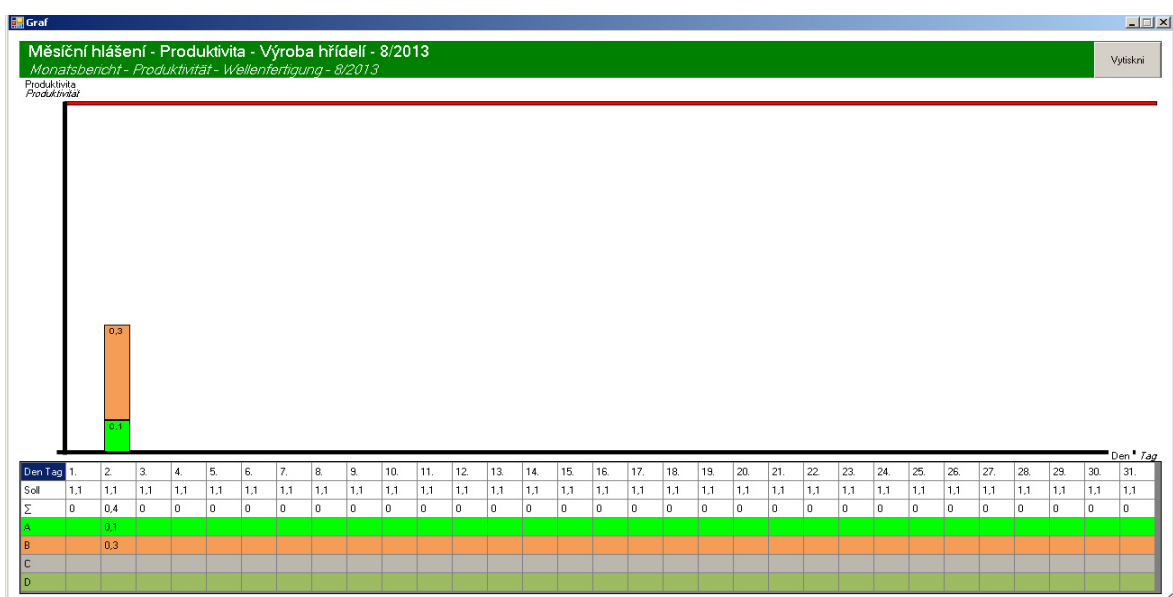 Graf
Měsíční hlášení - Produktivita - Výroba hřídelí - 8/2013
Monatsbericht - Produktivität - Wellenfertigung - 8/2013
Vytiskni
Produktivita
Produktivität
0,3
0,1
Den Tag
Den Tag 1. 2. 3. 4. 5. 6. 7. 8. 9. 10. 11. 12. 13. 14. 15. 16. 17. 18. 19. 20. 21. 22. 23. 24. 25. 26. 27. 28. 29. 30. 31.
Soll 1,1 1,1 1,1 1,1 1,1 1,1 1,1 1,1 1,1 1,1 1,1 1,1 1,1 1,1 1,1 1,1 1,1 1,1 1,1 1,1 1,1 1,1 1,1 1,1 1,1 1,1 1,1 1,1 1,1 1,1 1,1
Σ 0 0,4 0 0 0 0 0 0 0 0 0 0 0 0 0 0 0 0 0 0 0 0 0 0 0 0 0 0 0 0 0
A 0,1
B 0,3
C
D